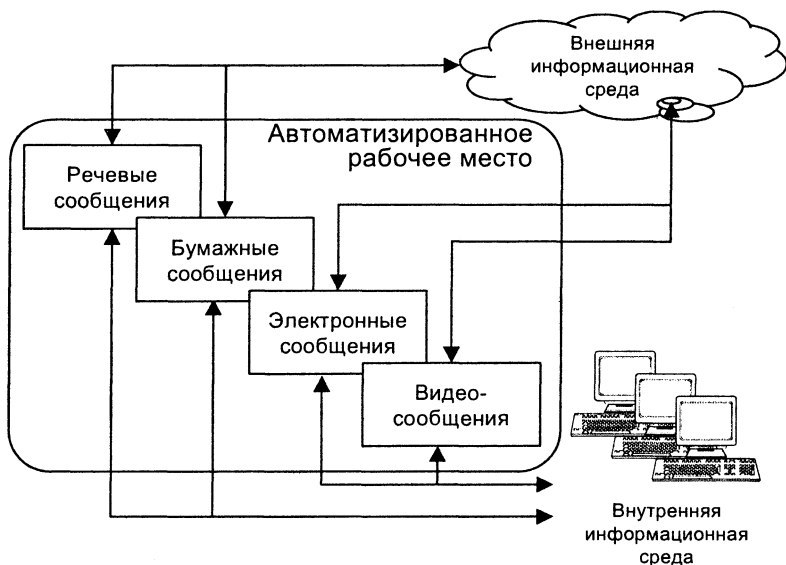 Внешняя
информационная
среда
Автоматизированное
рабочее место
Речевые
сообщения
Бумажные
сообщения
Электронные
сообщения
Видео-
сообщения
Внутренняя
информационная
среда